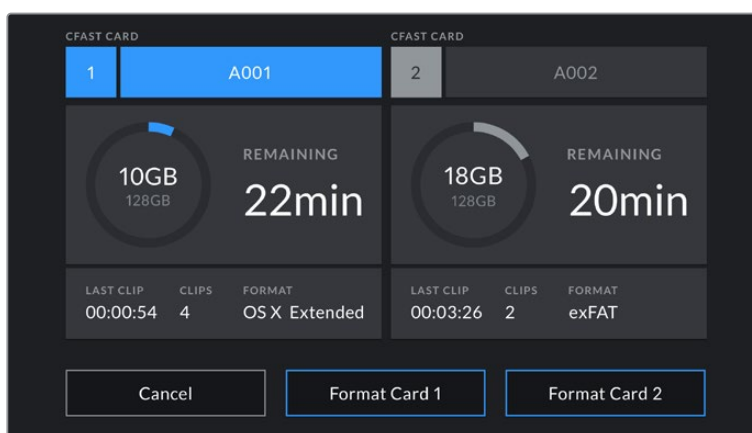 CFAST CARD
1 A001
10GB
128GB
REMAINING
22min
LAST CLIP CLIPS FORMAT
00:00:54 4 OS X Extended
CFAST CARD
2 A002
18GB
128GB
REMAINING
20min
LAST CLIP CLIPS FORMAT
00:03:26 2 exFAT
Cancel Format Card 1 Format Card 2